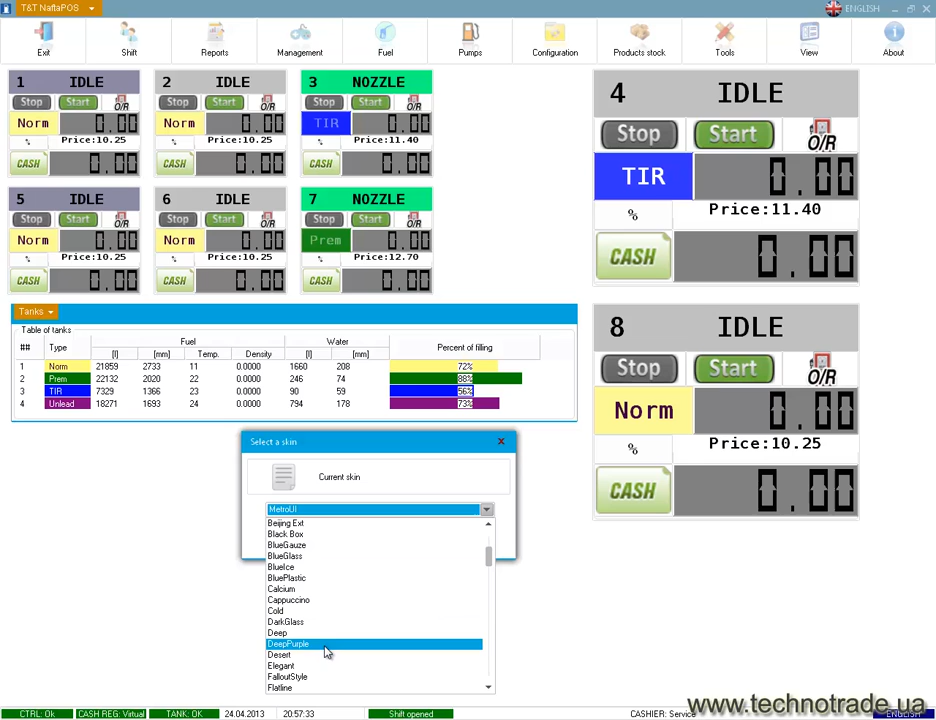 T&T NaftaPOS
ENGLISH
Exit Shift Reports Management Fuel Pumps Configuration Products stock Tools View About
1 IDLE
Stop Start O/R
Norm 0.00
% Price:10.25
CASH 0.00
2 IDLE
Stop Start O/R
Norm 0.00
% Price:10.25
CASH 0.00
3 NOZZLE
Stop Start O/R
TIR 0.00
% Price:11.40
CASH 0.00
4 IDLE
Stop Start O/R
TIR 0.00
% Price:11.40
CASH 0.00
5 IDLE
Stop Start O/R
Norm 0.00
% Price:10.25
CASH 0.00
6 IDLE
Stop Start O/R
Norm 0.00
% Price:10.25
CASH 0.00
7 NOZZLE
Stop Start O/R
Prem 0.00
% Price:12.70
CASH 0.00
8 IDLE
Stop Start O/R
Norm 0.00
% Price:10.25
CASH 0.00
Tanks
Table of tanks
## Type Fuel Water Percent of filling
[l] [mm] Temp. Density [l] [mm]
1 Norm 21859 2733 11 0.0000 1660 208 72%
2 Prem 22132 2020 22 0.0000 246 74 88%
3 TIR 7329 1366 23 0.0000 90 59 56%
4 Unlead 18271 1693 24 0.0000 794 178 73%
Select a skin
Current skin
MetroUI
Beijing Ext
Black Box
BlueGauze
BlueGlass
BlueIce
BluePlastic
Calcium
Cappuccino
Cold
DarkGlass
Deep
DeepPurple
Desert
Elegant
FalloutStyle
Flatline
www.technotrade.ua
CTRL: Ok CASH REG: Virtual TANK: OK 24.04.2013 20:57:33 Shift opened CASHIER: Service ENGLISH